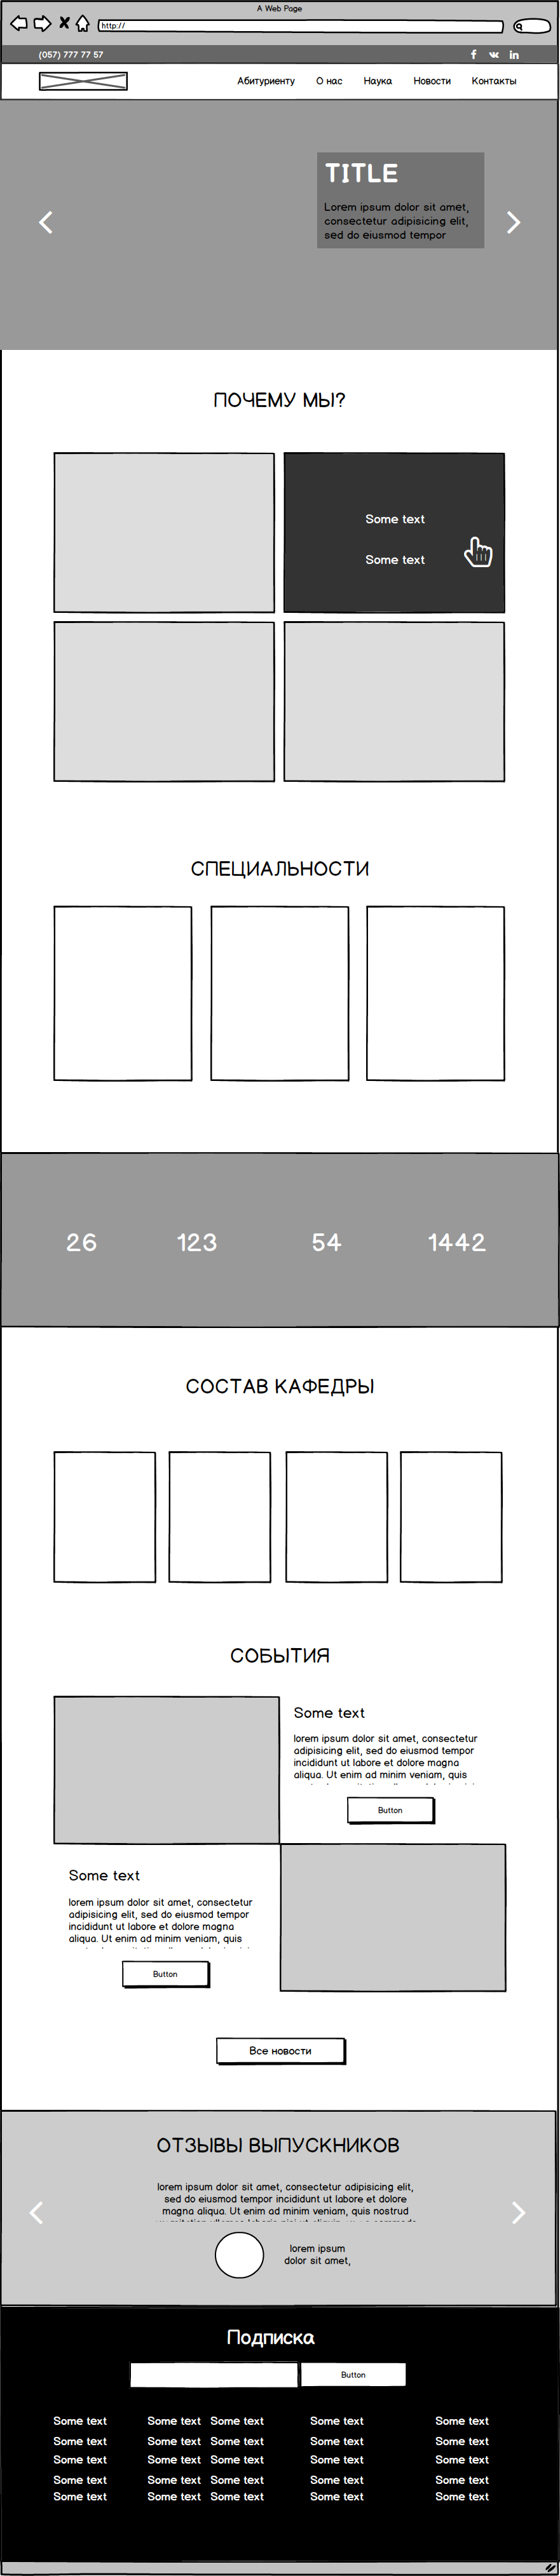 A Web Page
http://
(057) 777 77 57
Абитуриенту О нас Наука Новости Контакты
TITLE
Lorem ipsum dolor sit amet,
consectetur adipisicing elit,
sed do eiusmod tempor
ПОЧЕМУ МЫ?
Some text
Some text
СПЕЦИАЛЬНОСТИ
26 123 54 1442
СОСТАВ КАФЕДРЫ
СОБЫТИЯ
Some text
lorem ipsum dolor sit amet, consectetur
adipisicing elit, sed do eiusmod tempor
incididunt ut labore et dolore magna
aliqua. Ut enim ad minim veniam, quis
Button
Some text
lorem ipsum dolor sit amet, consectetur
adipisicing elit, sed do eiusmod tempor
incididunt ut labore et dolore magna
aliqua. Ut enim ad minim veniam, quis
Button
Все новости
ОТЗЫВЫ ВЫПУСКНИКОВ
lorem ipsum dolor sit amet, consectetur adipisicing elit,
sed do eiusmod tempor incididunt ut labore et dolore
magna aliqua. Ut enim ad minim veniam, quis nostrud
lorem ipsum
dolor sit amet,
Подписка
Button
Some text Some text Some text Some text Some text
Some text Some text Some text Some text Some text
Some text Some text Some text Some text Some text
Some text Some text Some text Some text Some text
Some text Some text Some text Some text Some text